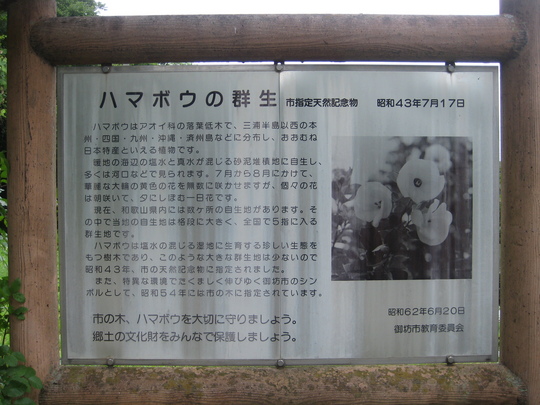 ハマボウの群生 市指定天然記念物 昭和43年7月17日
ハマボウはアオイ科の落葉低木で、三浦半島以西の本
州・四国・九州・沖縄・済州島などに分布し、おおむね
日本特産といえる植物です。
暖地の海辺の塩水と真水が混じる砂泥堆積地に自生し、
多くは河口などで見られます。7月から8月にかけて、
華麗な大輪の黄色の花を無数に咲かせますが、個々の花
は朝咲いて、夕にしぼむ一日花です。
現在、和歌山県内には数ケ所の自生地があります。そ
の中で当地の自生地は格段に大きく、全国で5指に入る
群生地です。
ハマボウは塩水の混じる湿地に生育する珍しい生態を
もつ樹木であり、このような大きな群生地は少ないので
昭和43年、市の天然記念物に指定されました。
また、特異な環境でたくましく伸びゆく御坊市のシン
ボルとして、昭和54年には市の木に指定されています。
市の木、ハマボウを大切に守りましょう。
郷土の文化財をみんなで保護しましょう。
昭和62年6月20日
御坊市教育委員会